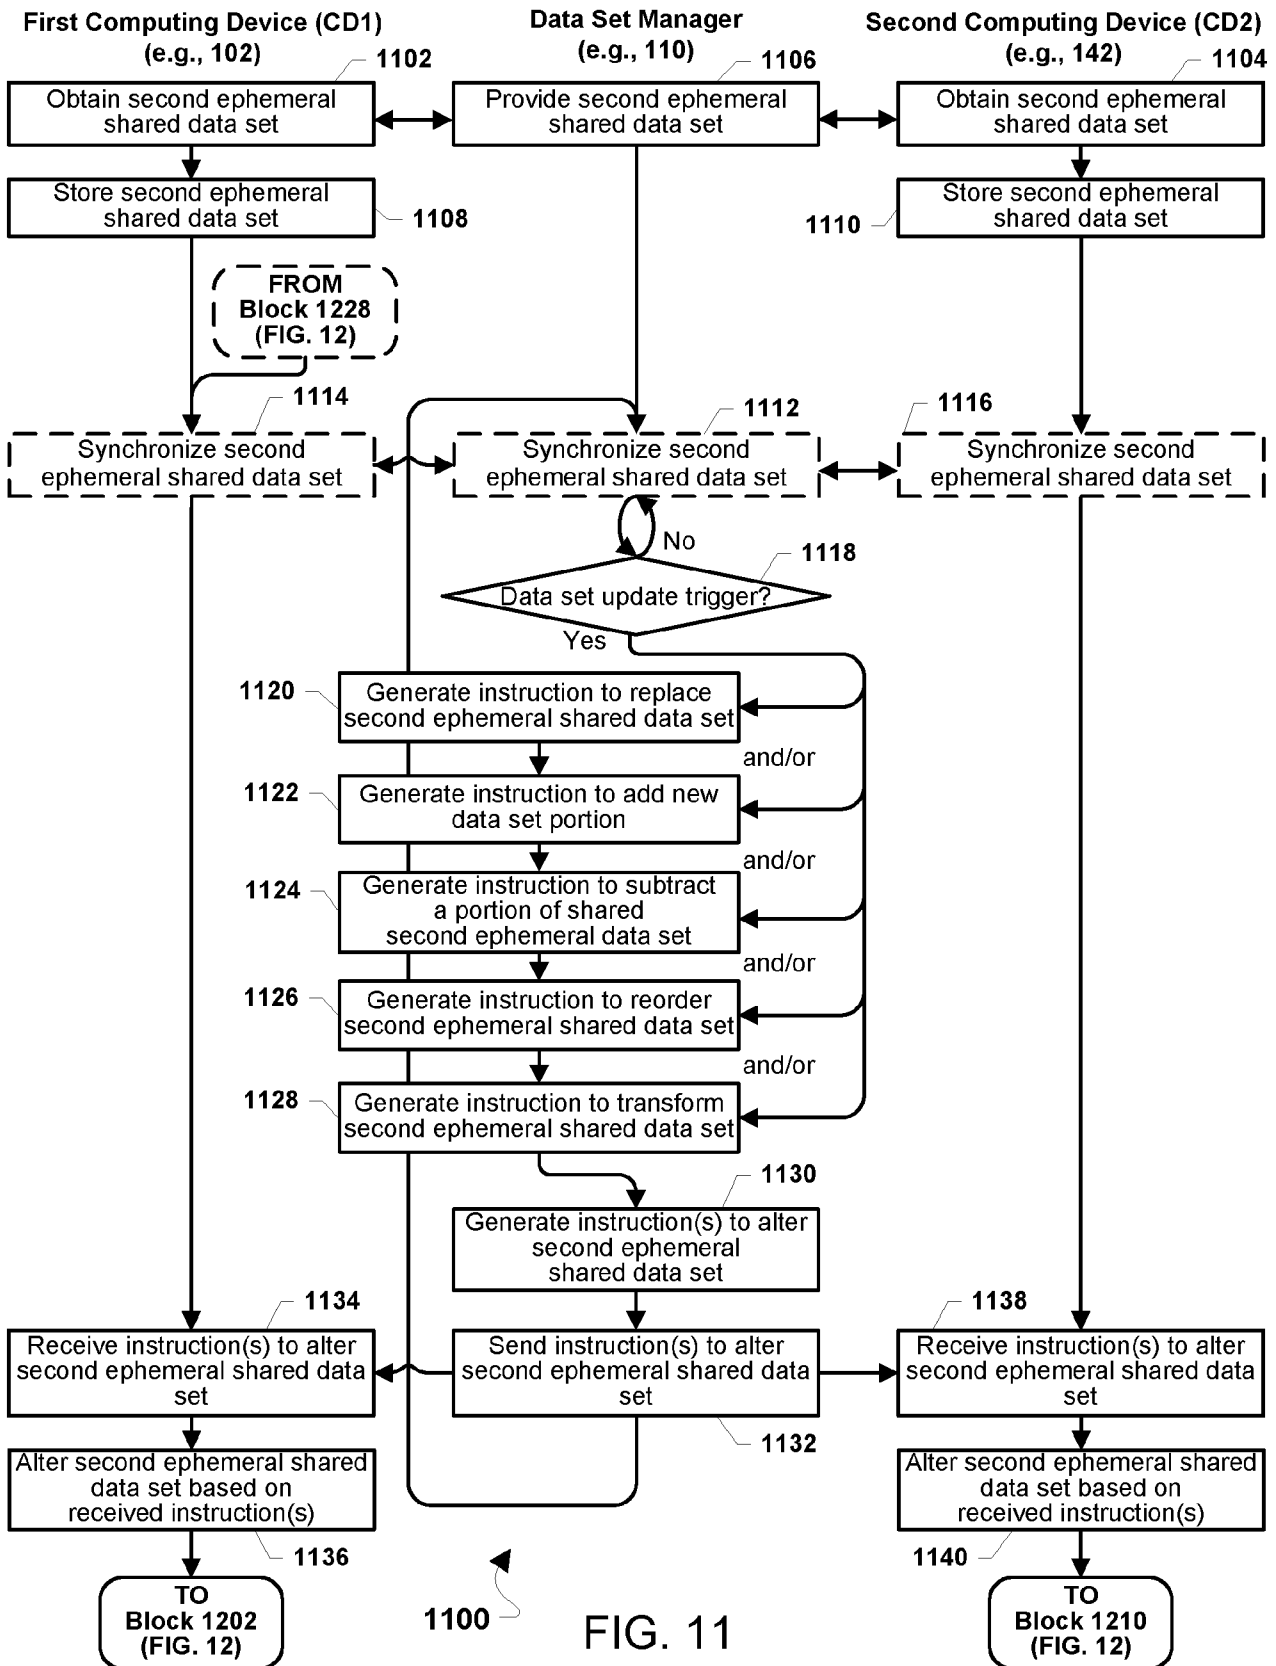 First Computing Device (CD1)
(e.g., 102)
Data Set Manager
(e.g., 110)
Second Computing Device (CD2)
(e.g., 142)
1102
1106
1104
Obtain second ephemeral
shared data set
Provide second ephemeral
shared data set
Obtain second ephemeral
shared data set
Store second ephemeral
shared data set
1108
1110
Store second ephemeral
shared data set
FROM
Block 1228
(FIG. 12)
1114
1112
1116
Synchronize second
ephemeral shared data set
Synchronize second
ephemeral shared data set
Synchronize second
ephemeral shared data set
No
1118
Data set update trigger?
Yes
1120
Generate instruction to replace
second ephemeral shared data set
and/or
1122
Generate instruction to add new
data set portion
and/or
1124
Generate instruction to subtract
a portion of shared
second ephemeral data set
and/or
1126
Generate instruction to reorder
second ephemeral shared data set
and/or
1128
Generate instruction to transform
second ephemeral shared data set
1130
Generate instruction(s) to alter
second ephemeral
shared data set
1134
1138
Receive instruction(s) to alter
second ephemeral shared data
set
Send instruction(s) to alter
second ephemeral shared data
set
Receive instruction(s) to alter
second ephemeral shared data
set
1132
Alter second ephemeral shared
data set based on
received instruction(s)
Alter second ephemeral shared
data set based on
received instruction(s)
1136
1140
TO
Block 1202
(FIG. 12)
1100
FIG. 11
TO
Block 1210
(FIG. 12)